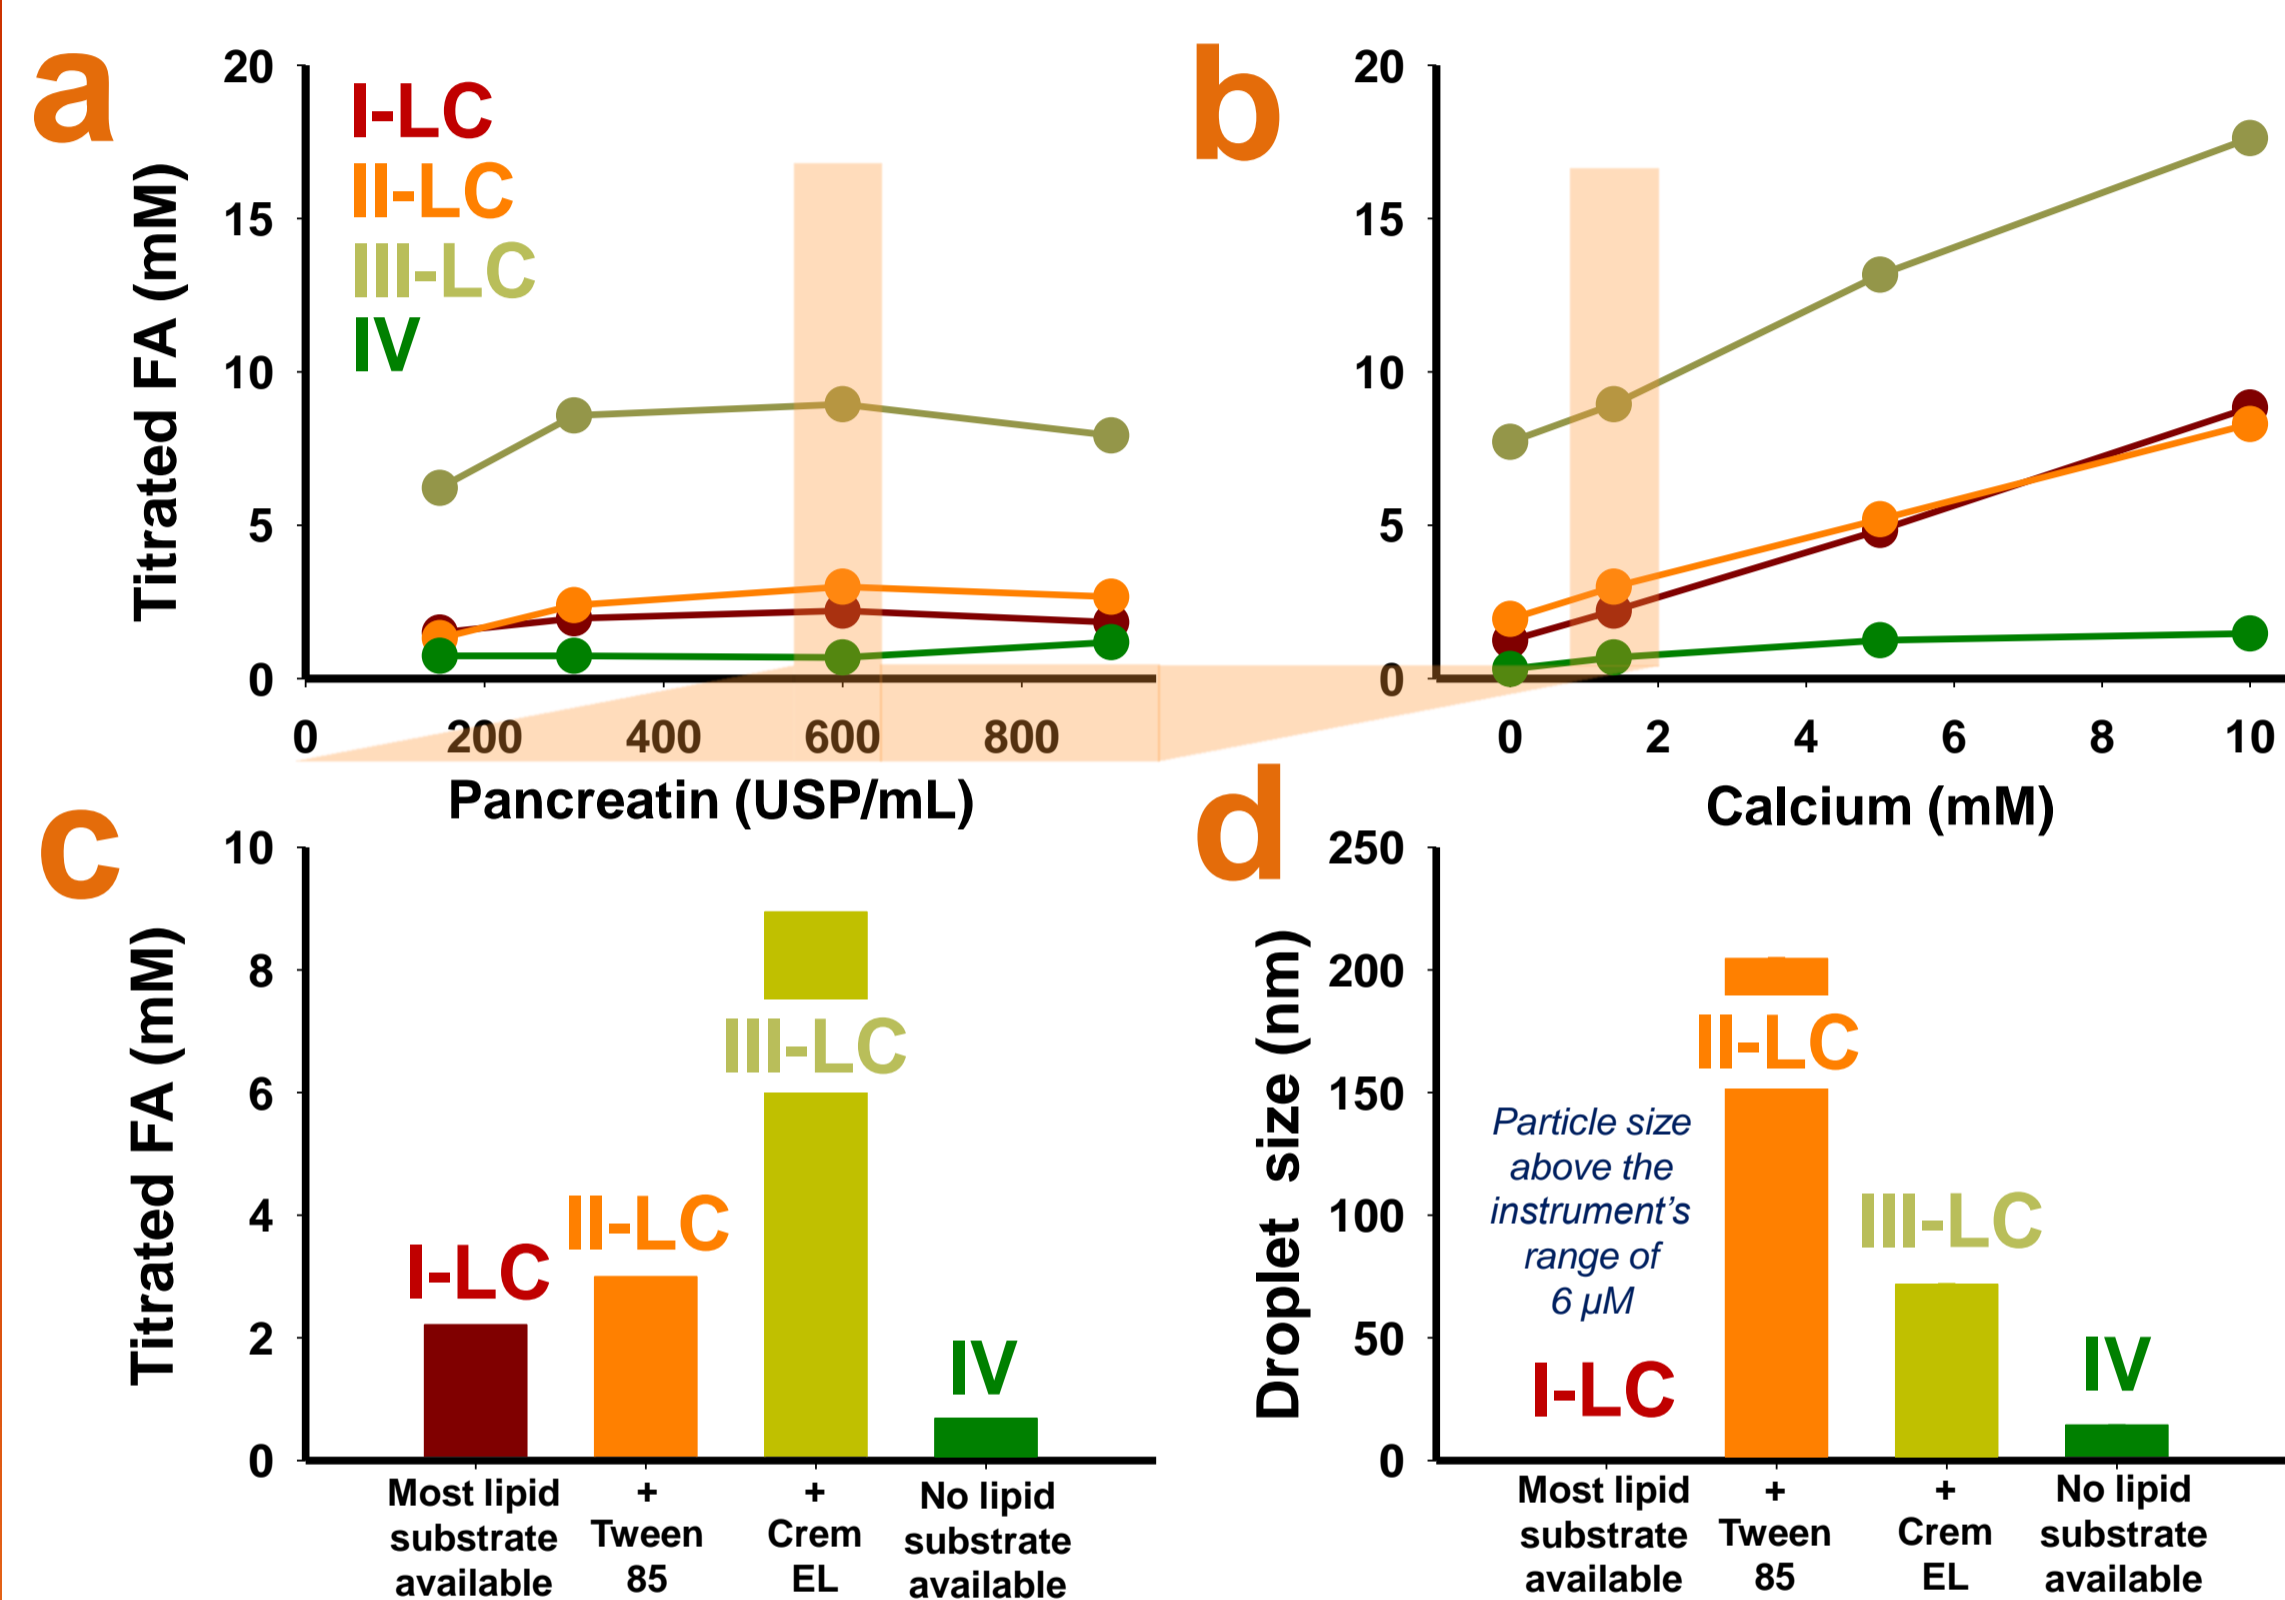 a
Titrated FA (mM)
20
15
10
5
0
I-LC
II-LC
III-LC
IV
0 200 400 600 800
Pancreatin (USP/mL)
b
20
15
10
5
0
0 2 4 6 8 10
Calcium (mM)
c
Titrated FA (mM)
10
8
6
4
2
0
I-LC
II-LC
III-LC
IV
Most lipid
substrate
available
+
Tween
85
+
Crem
EL
No lipid
substrate
available
d
Droplet size (nm)
250
200
150
100
50
0
Particle size
above the
instrument's
range of
6 µM
I-LC
II-LC
III-LC
IV
Most lipid
substrate
available
+
Tween
85
+
Crem
EL
No lipid
substrate
available